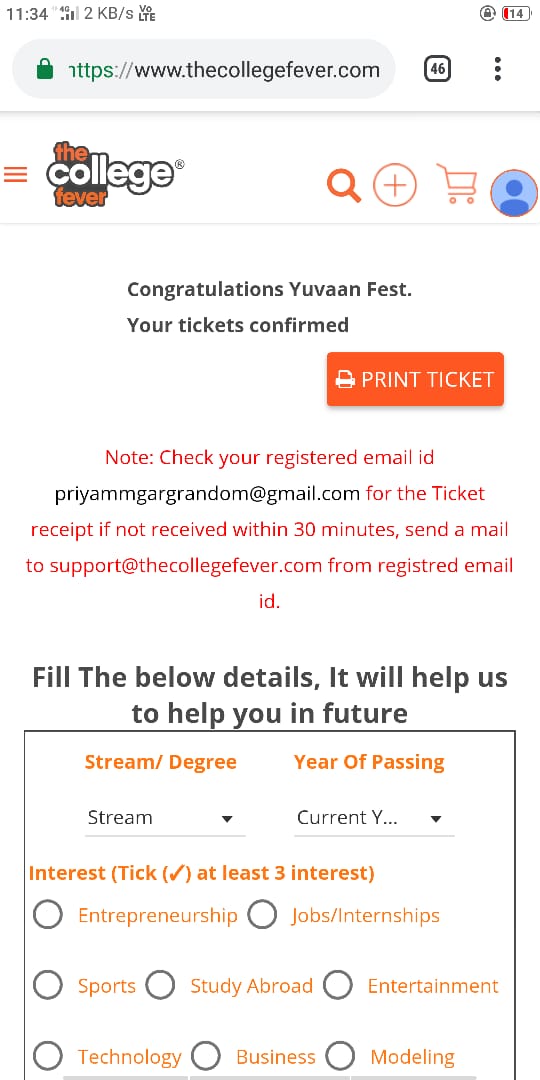 11:34 4G 2 KB/s VO LTE 14
https://www.thecollegefever.com 46
the
college®
fever
Congratulations Yuvaan Fest.
Your tickets confirmed
PRINT TICKET
Note: Check your registered email id
priyammgargrandom@gmail.com for the Ticket
receipt if not received within 30 minutes, send a mail
to support@thecollegefever.com from registred email
id.
Fill The below details, It will help us
to help you in future
Stream/ Degree Year Of Passing
Stream Current Y...
Interest (Tick (✓) at least 3 interest)
Entrepreneurship Jobs/Internships
Sports Study Abroad Entertainment
Technology Business Modeling